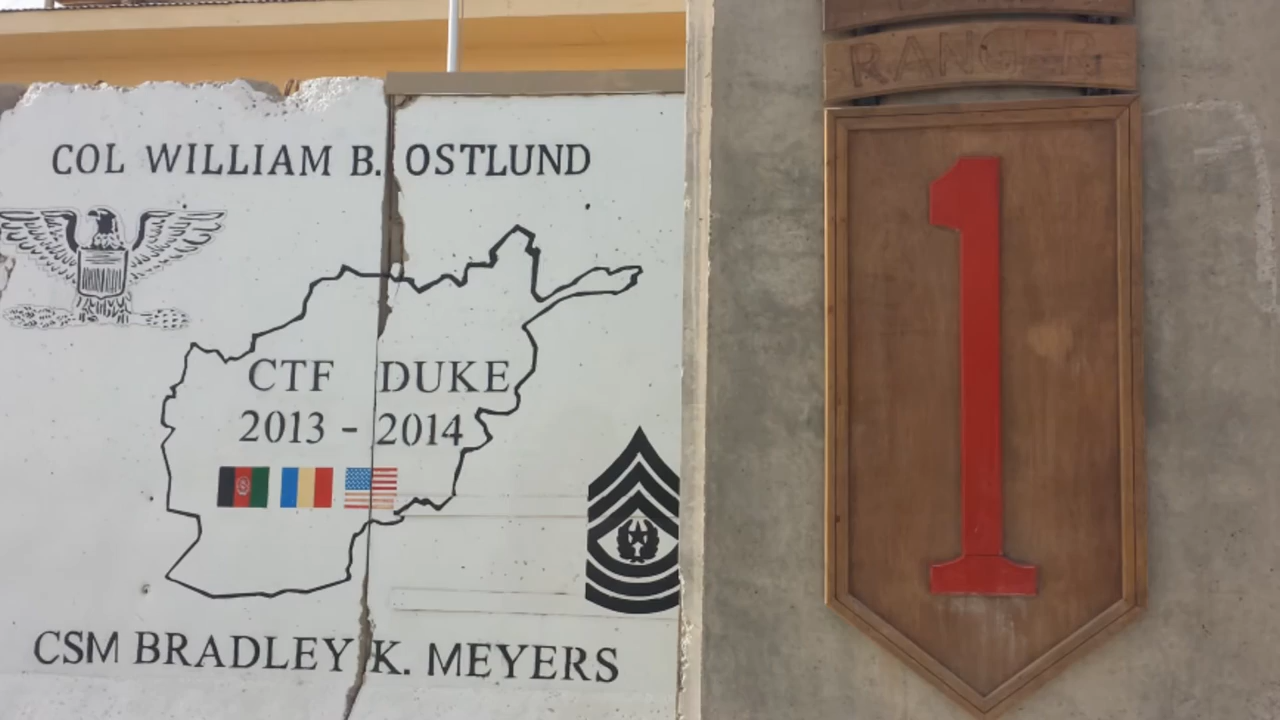 COL WILLIAM B. OSTLUND
CTF DUKE
2013 - 2014
CSM BRADLEY K. MEYERS
RANGER
1